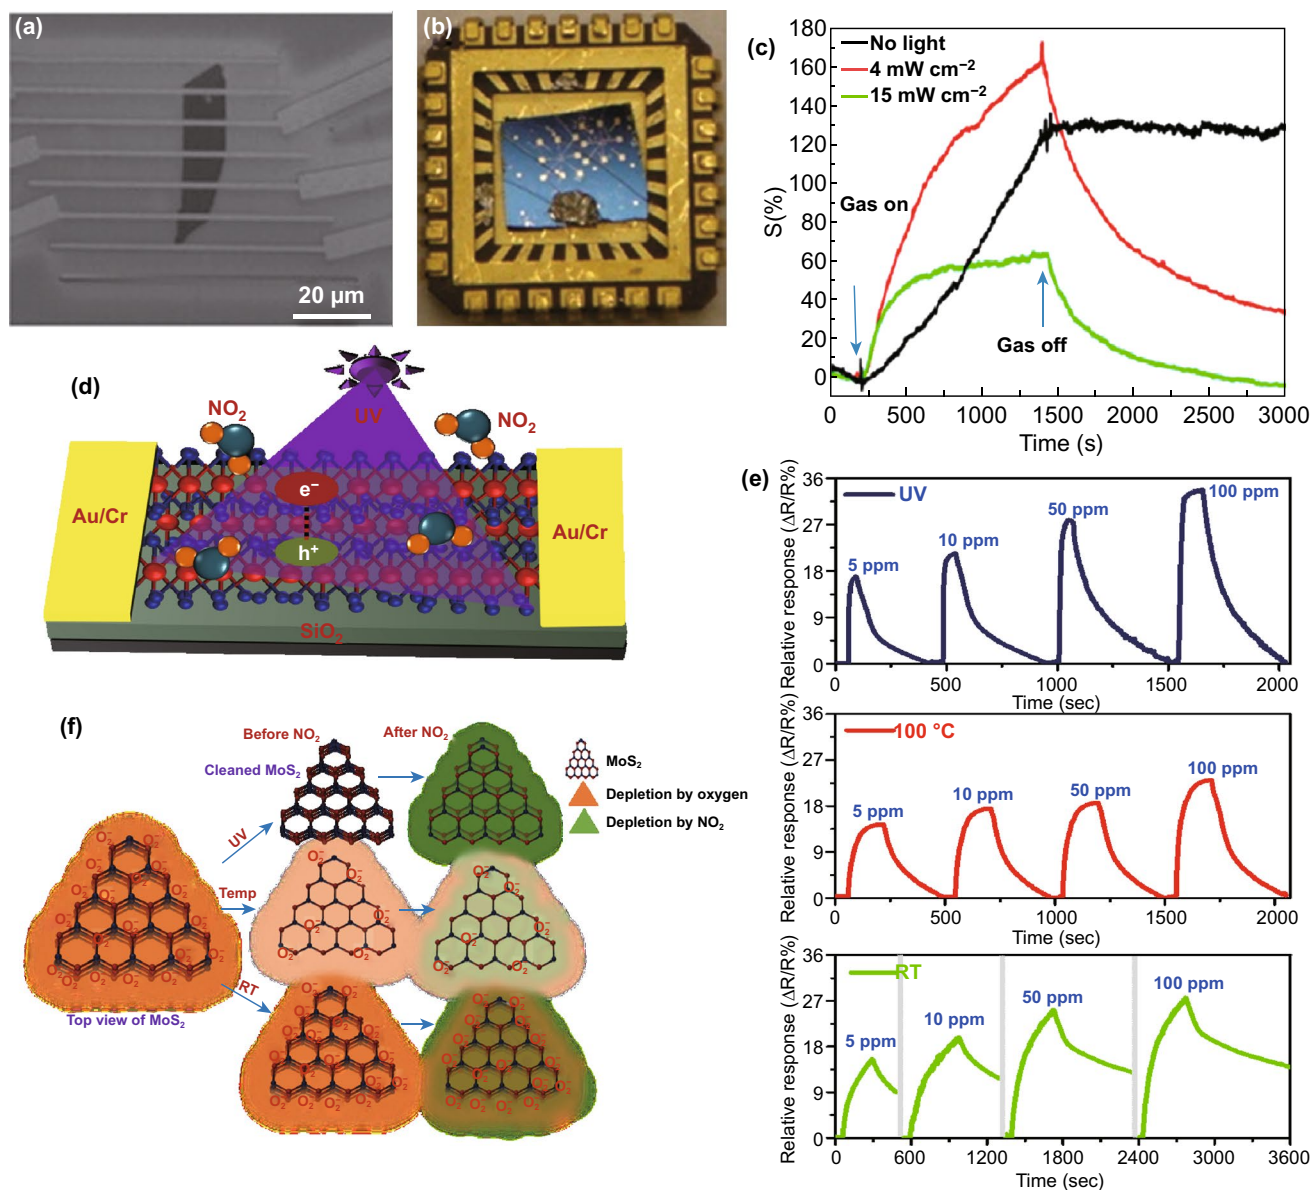 (a)
20 µm
(b)
(c)
No light
4 mW cm⁻²
15 mW cm⁻²
Gas on
Gas off
S(%)
160
140
120
100
80
60
40
20
0
0
500
1000
1500
2000
2500
3000
Time (s)
(d)
NO₂
UV
NO₂
Au/Cr
e⁻
h⁺
Au/Cr
SiO₂
(e)
Relative response (ΔR/R%)
36
27
18
9
0
UV
5 ppm
10 ppm
50 ppm
100 ppm
0
500
1000
1500
2000
Time (sec)
Relative response (ΔR/R%)
36
27
18
9
0
100 °C
5 ppm
10 ppm
50 ppm
100 ppm
0
500
1000
1500
2000
Time (sec)
Relative response (ΔR/R%)
36
27
18
9
0
RT
5 ppm
10 ppm
50 ppm
100 ppm
0
600
1200
1800
2400
3000
3600
Time (sec)
(f)
Before NO₂
After NO₂
Cleaned MoS₂
MoS₂
Depletion by oxygen
Depletion by NO₂
UV
Temp
RT
O₂⁻
Top view of MoS₂